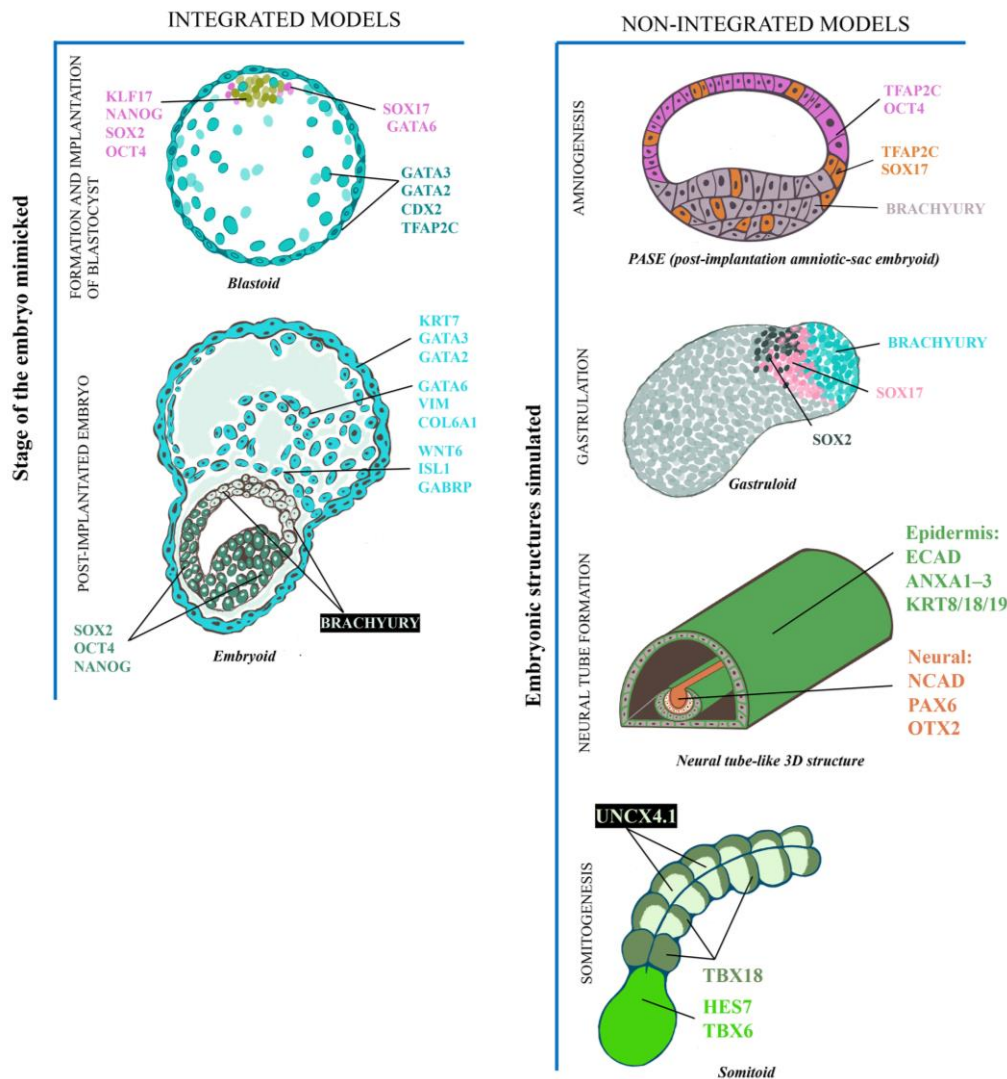 INTEGRATED MODELS
Stage of the embryo mimicked
FORMATION AND IMPLANTATION
OF BLASTOCYST
KLF17
NANOG
SOX2
OCT4
SOX17
GATA6
GATA3
GATA2
CDX2
TFAP2C
Blastoid
POST-IMPLANTATED EMBRYO
KRT7
GATA3
GATA2
GATA6
VIM
COL6A1
WNT6
ISL1
GABRP
BRACHYURY
SOX2
OCT4
NANOG
Embryoid
NON-INTEGRATED MODELS
Embryonic structures simulated
AMNIOGENESIS
TFAP2C
OCT4
TFAP2C
SOX17
BRACHYURY
PASE (post-implantation amniotic-sac embryoid)
GASTRULATION
BRACHYURY
SOX17
SOX2
Gastruloid
NEURAL TUBE FORMATION
Epidermis:
ECAD
ANXA1–3
KRT8/18/19
Neural:
NCAD
PAX6
OTX2
Neural tube-like 3D structure
SOMITOGENESIS
UNCX4.1
TBX18
HES7
TBX6
Somitoid